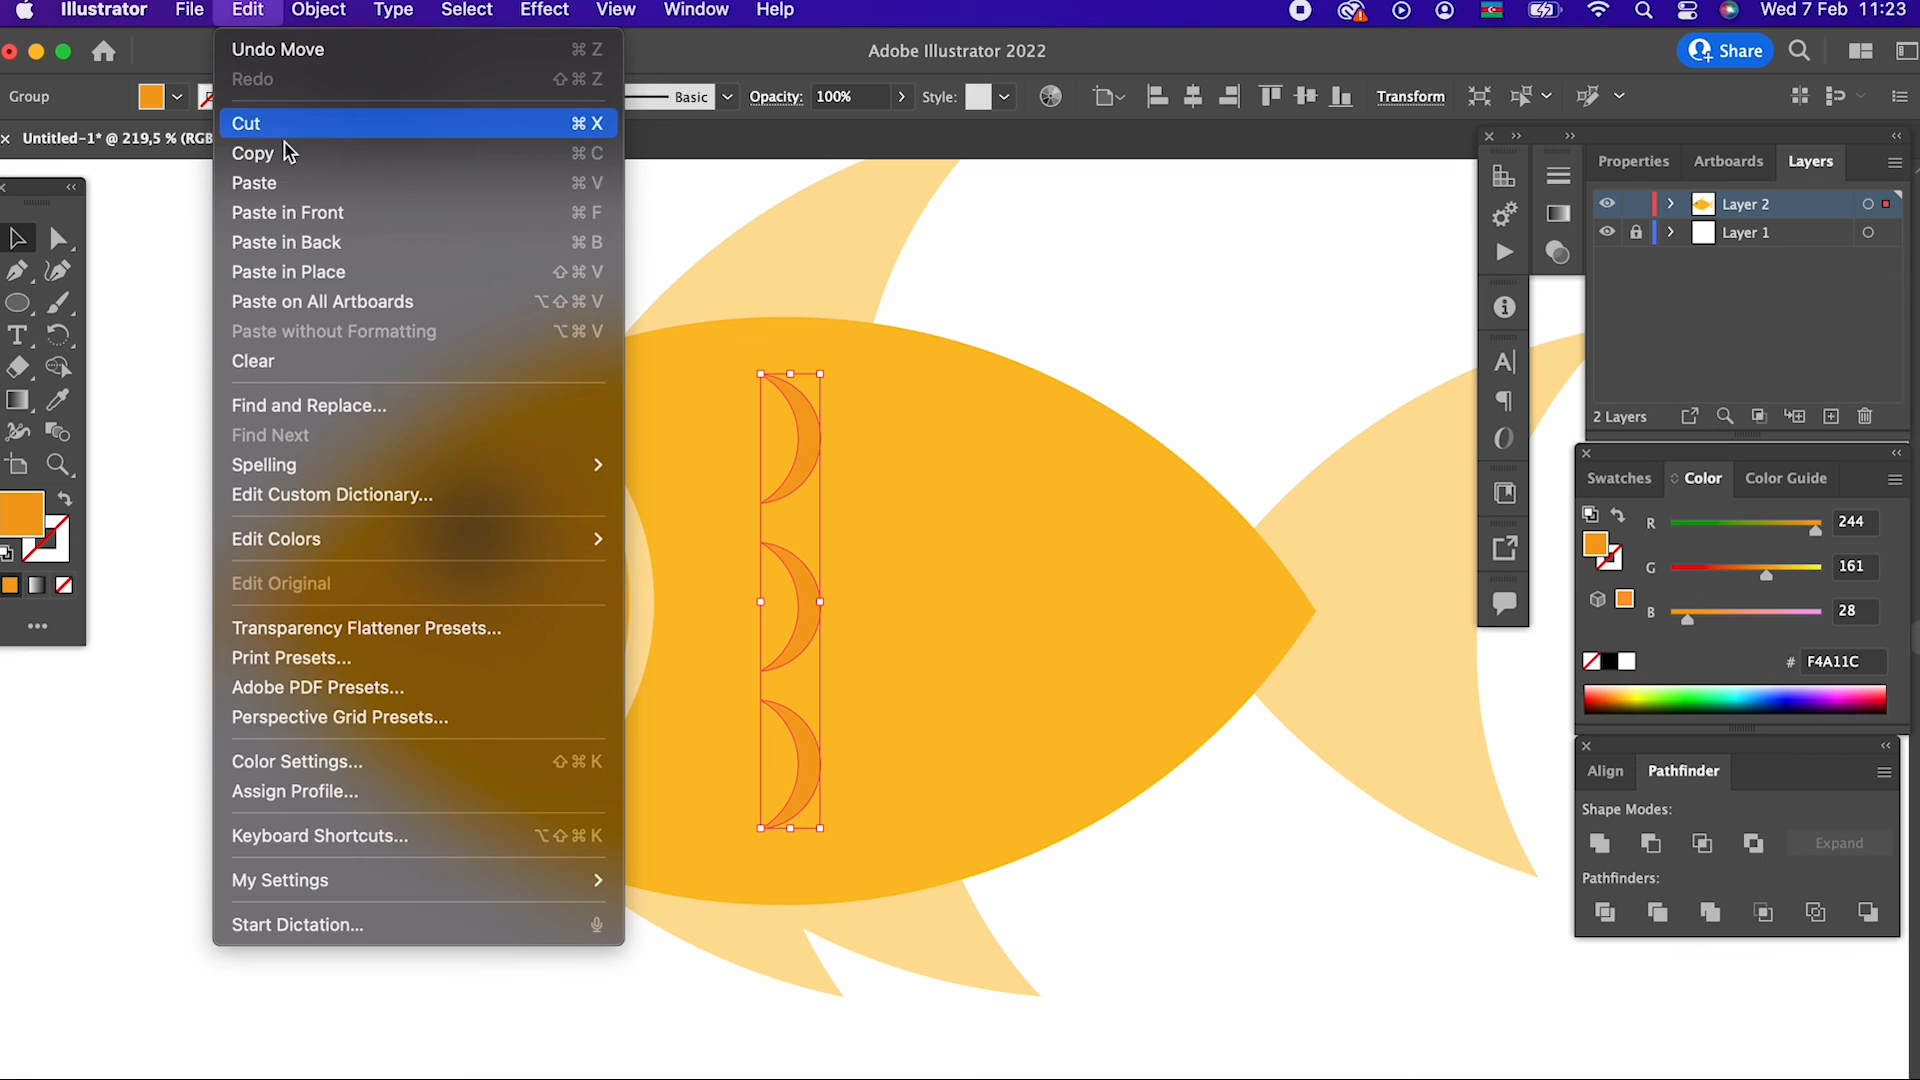 Illustrator File Edit Object Type Select Effect View Window Help Wed 7 Feb 11:23
Adobe Illustrator 2022
Share
Group
Basic
Opacity: 100%
Style:
Transform
Untitled-1* @ 219,5 % (RGB
Undo Move ⌘ Z
Redo ⇧ ⌘ Z
Cut ⌘ X
Copy ⌘ C
Paste ⌘ V
Paste in Front ⌘ F
Paste in Back ⌘ B
Paste in Place ⇧ ⌘ V
Paste on All Artboards ⌥ ⇧ ⌘ V
Paste without Formatting ⌥ ⌘ V
Clear
Find and Replace...
Find Next
Spelling
Edit Custom Dictionary...
Edit Colors
Edit Original
Transparency Flattener Presets...
Print Presets...
Adobe PDF Presets...
Perspective Grid Presets...
Color Settings... ⇧ ⌘ K
Assign Profile...
Keyboard Shortcuts... ⌥ ⇧ ⌘ K
My Settings
Start Dictation...
Properties Artboards Layers
Layer 2
Layer 1
2 Layers
Swatches Color Color Guide
R 244
G 161
B 28
# F4A11C
Align Pathfinder
Shape Modes:
Expand
Pathfinders: